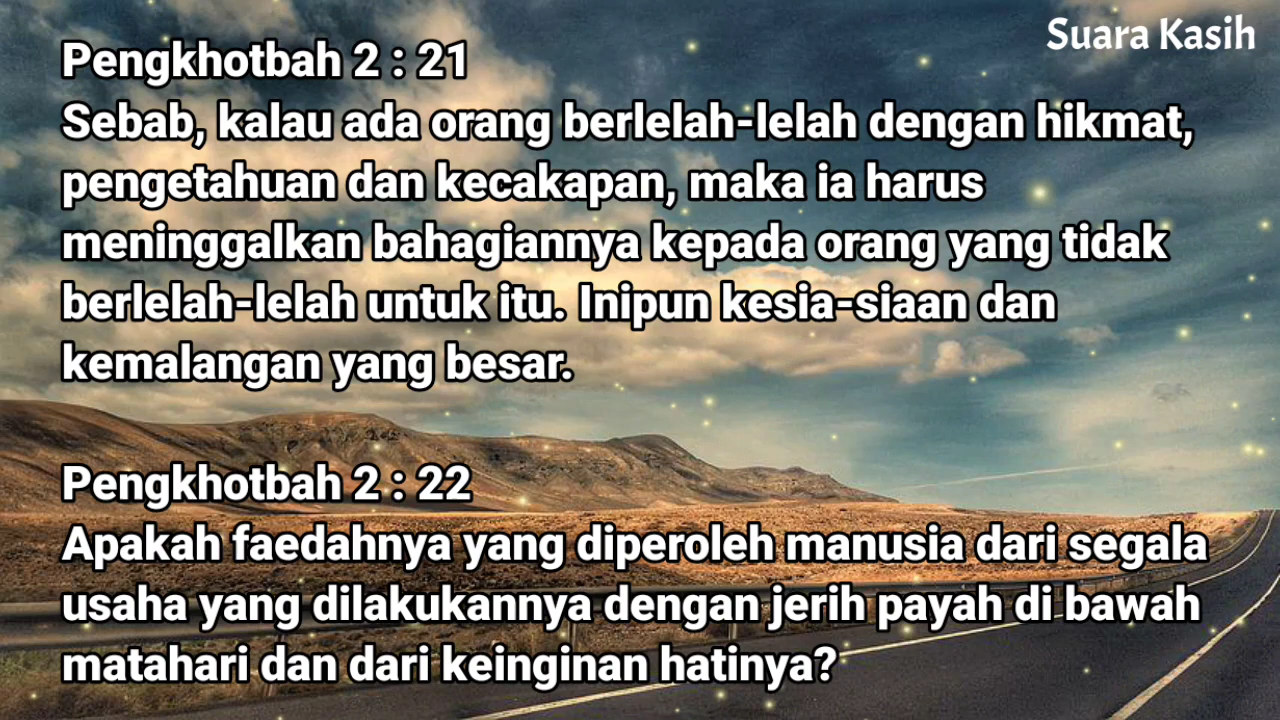 Suara Kasih
Pengkhotbah 2 : 21
Sebab, kalau ada orang berlelah-lelah dengan hikmat,
pengetahuan dan kecakapan, maka ia harus
meninggalkan bahagiannya kepada orang yang tidak
berlelah-lelah untuk itu. Inipun kesia-siaan dan
kemalangan yang besar.
Pengkhotbah 2 : 22
Apakah faedahnya yang diperoleh manusia dari segala
usaha yang dilakukannya dengan jerih payah di bawah
matahari dan dari keinginan hatinya?